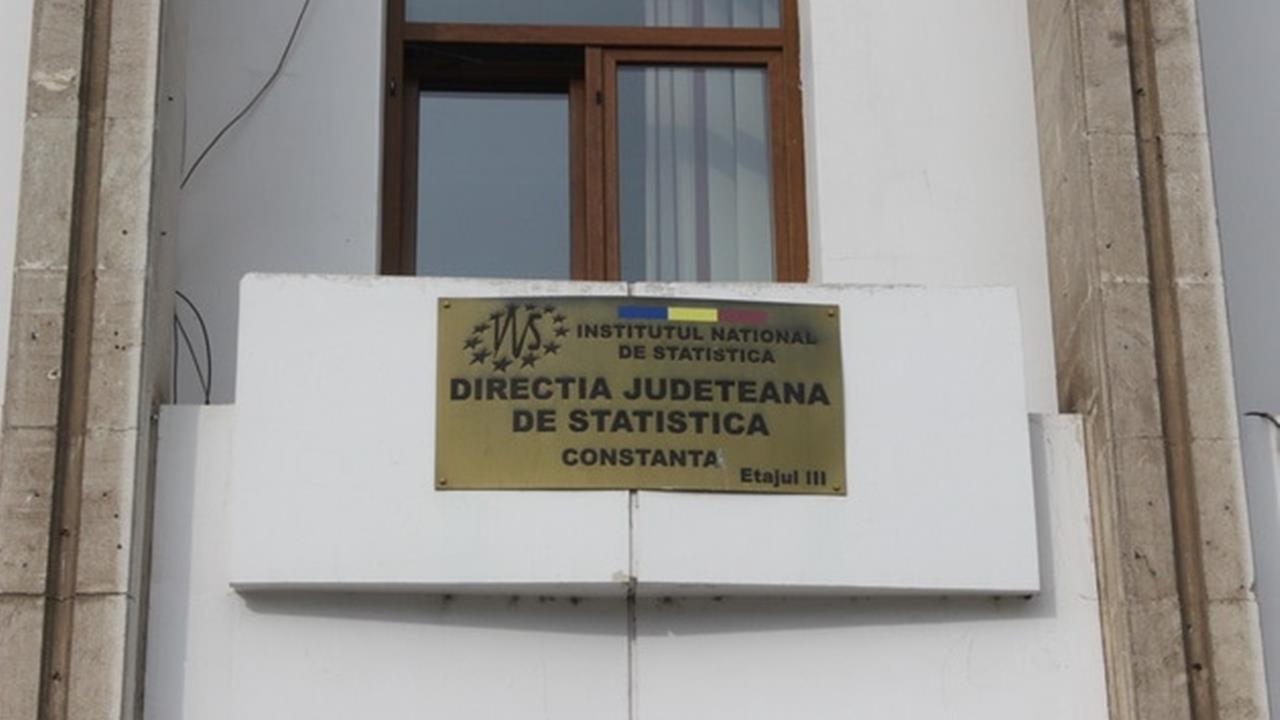 INS
INSTITUTUL NATIONAL
DE STATISTICA
DIRECTIA JUDETEANA
DE STATISTICA
CONSTANTA
Etajul III